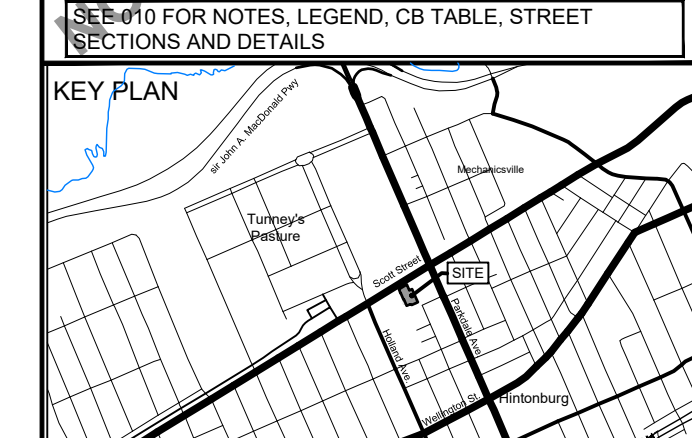 SEE 010 FOR NOTES, LEGEND, CB TABLE, STREET
SECTIONS AND DETAILS
KEY PLAN
sir John A. MacDonald Pwy
Mechanicsville
Tunney's
Pasture
Scott Street
SITE
Parkdale Ave.
Holland Ave.
Wellington St.
Hintonburg